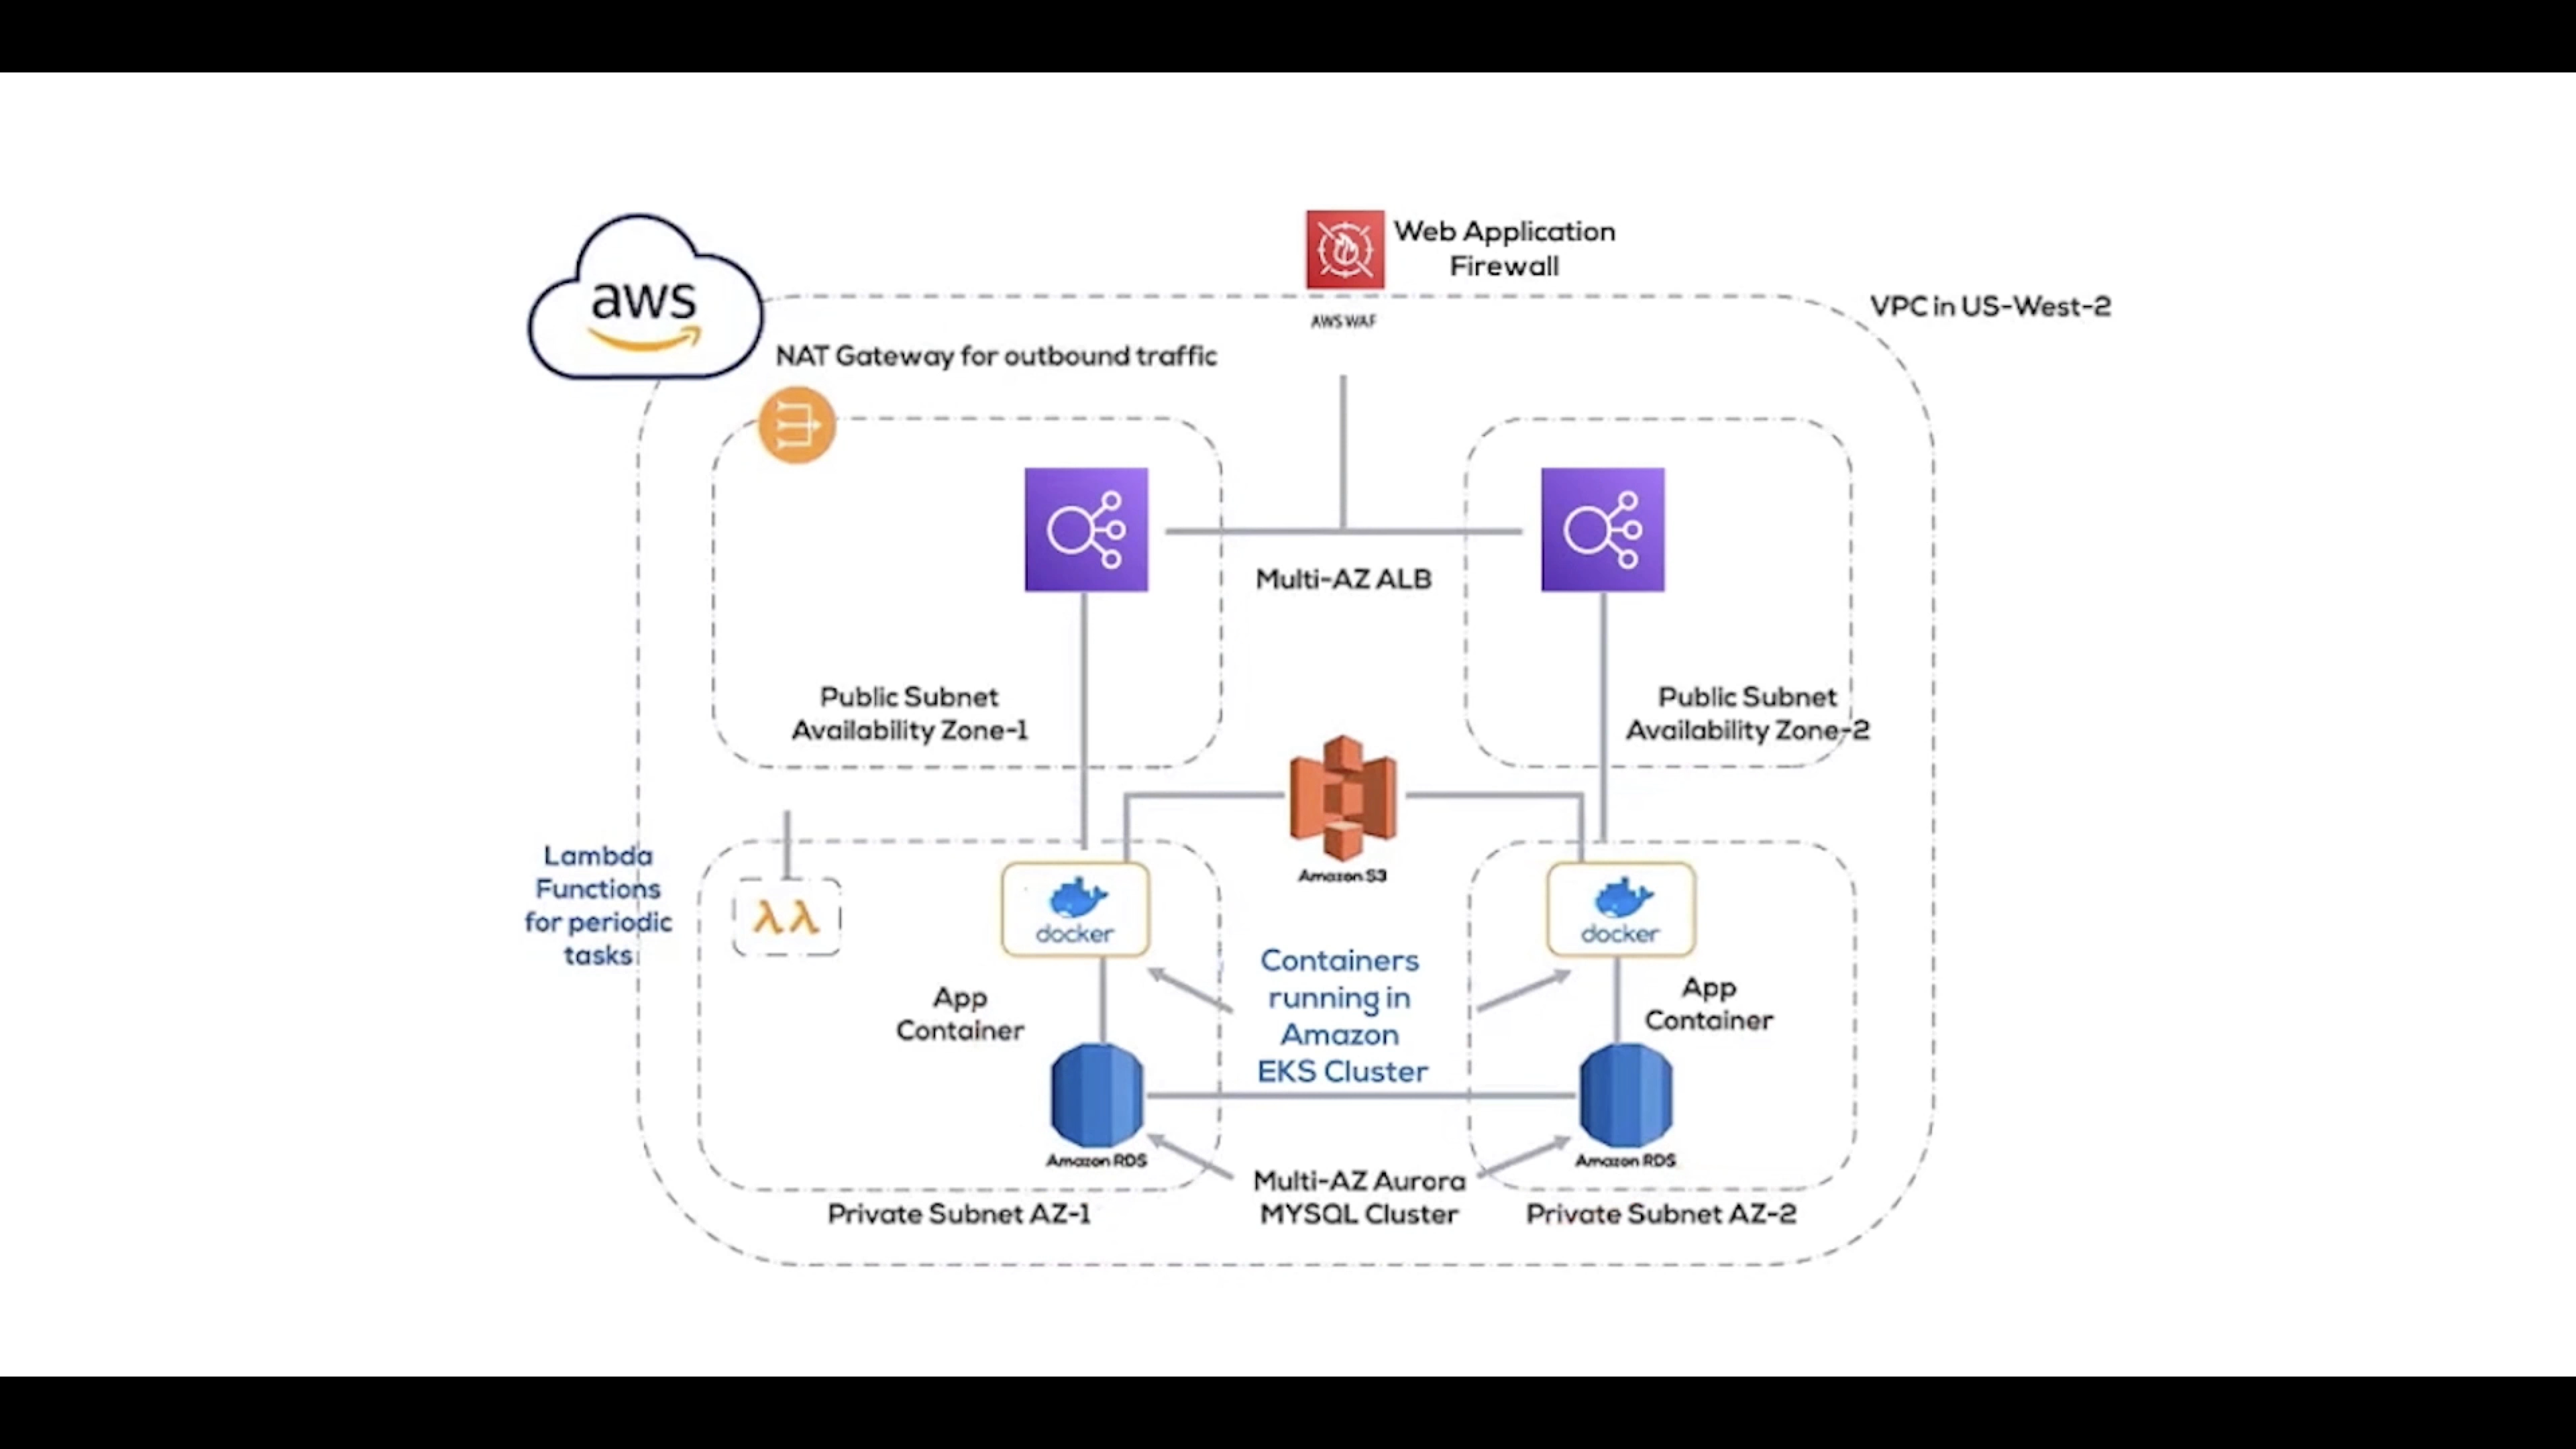 Web Application
Firewall
aws
VPC in US-West-2
AWS WAF
NAT Gateway for outbound traffic
Multi-AZ ALB
Public Subnet
Availability Zone-1
Public Subnet
Availability Zone-2
Lambda
Functions
for periodic
tasks
λλ
Amazon S3
docker
docker
App
Container
Containers
running in
Amazon
EKS Cluster
App
Container
Amazon RDS
Amazon RDS
Multi-AZ Aurora
MYSQL Cluster
Private Subnet AZ-1
Private Subnet AZ-2